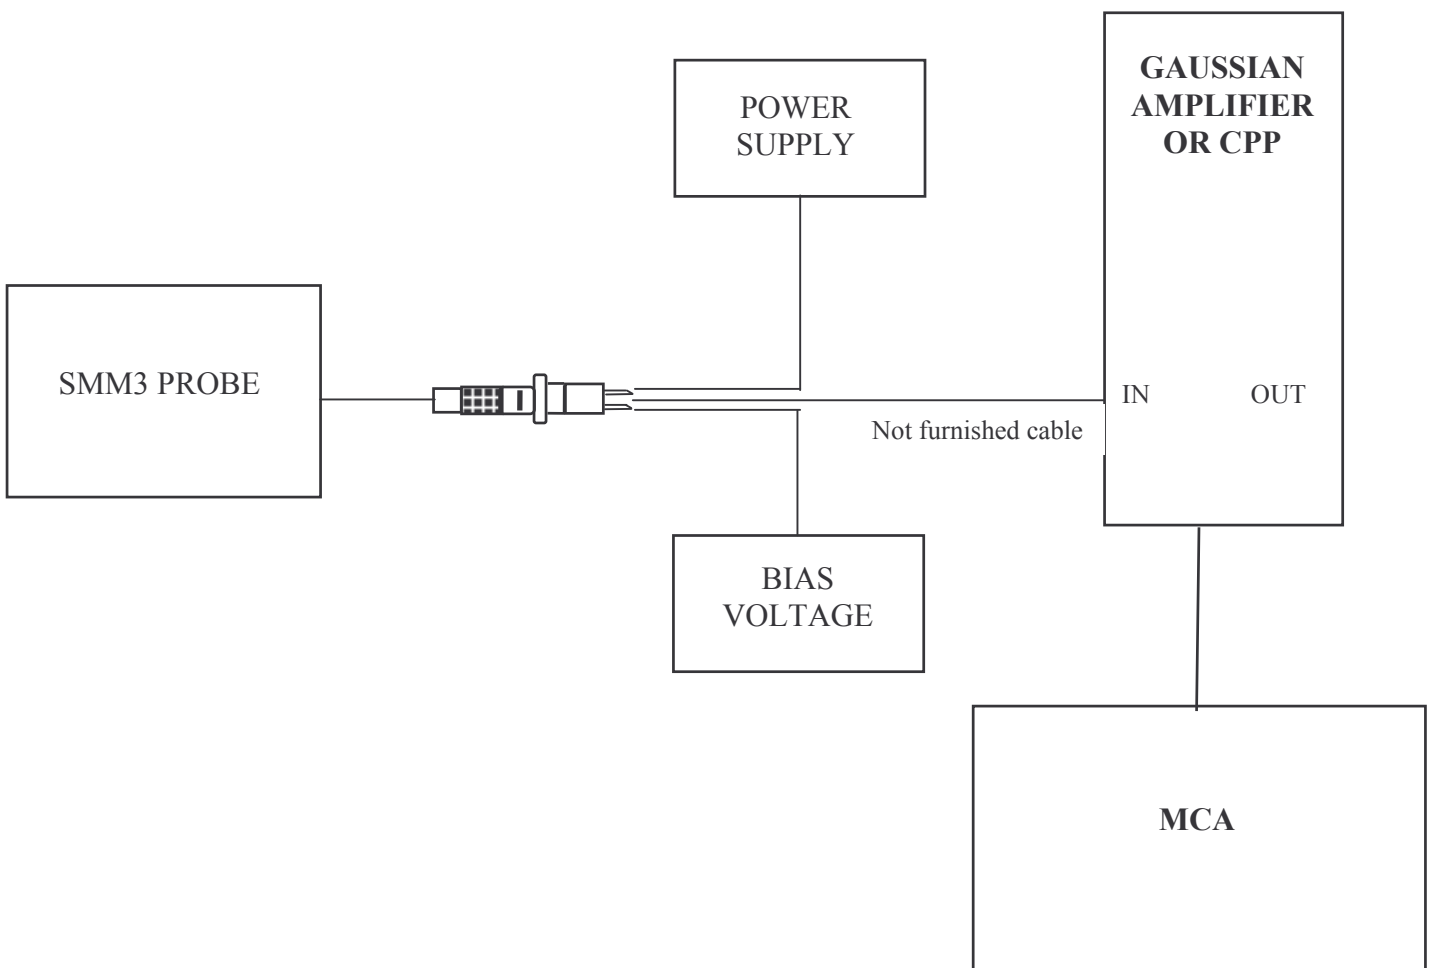 GAUSSIAN
AMPLIFIER
OR CPP
POWER
SUPPLY
SMM3 PROBE
IN
OUT
Not furnished cable
BIAS
VOLTAGE
MCA